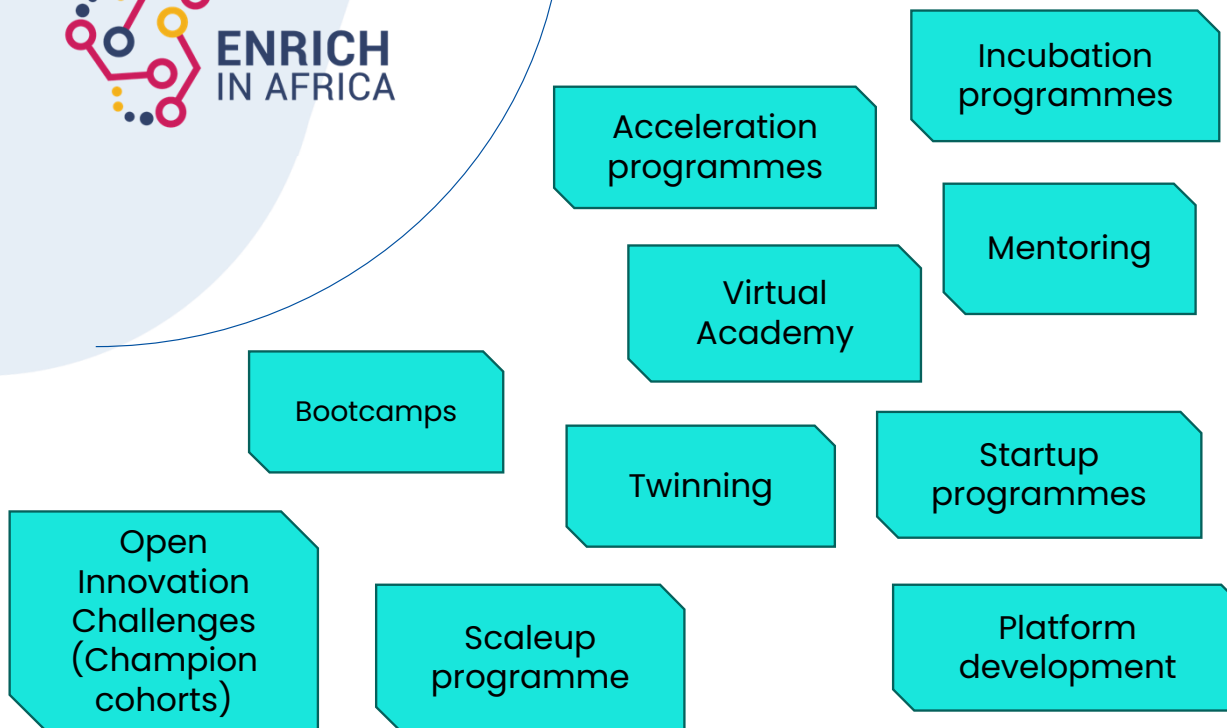 ENRICH
IN AFRICA
Incubation
programmes
Acceleration
programmes
Mentoring
Virtual
Academy
Bootcamps
Twinning
Startup
programmes
Open
Innovation
Challenges
(Champion
cohorts)
Scaleup
programme
Platform
development